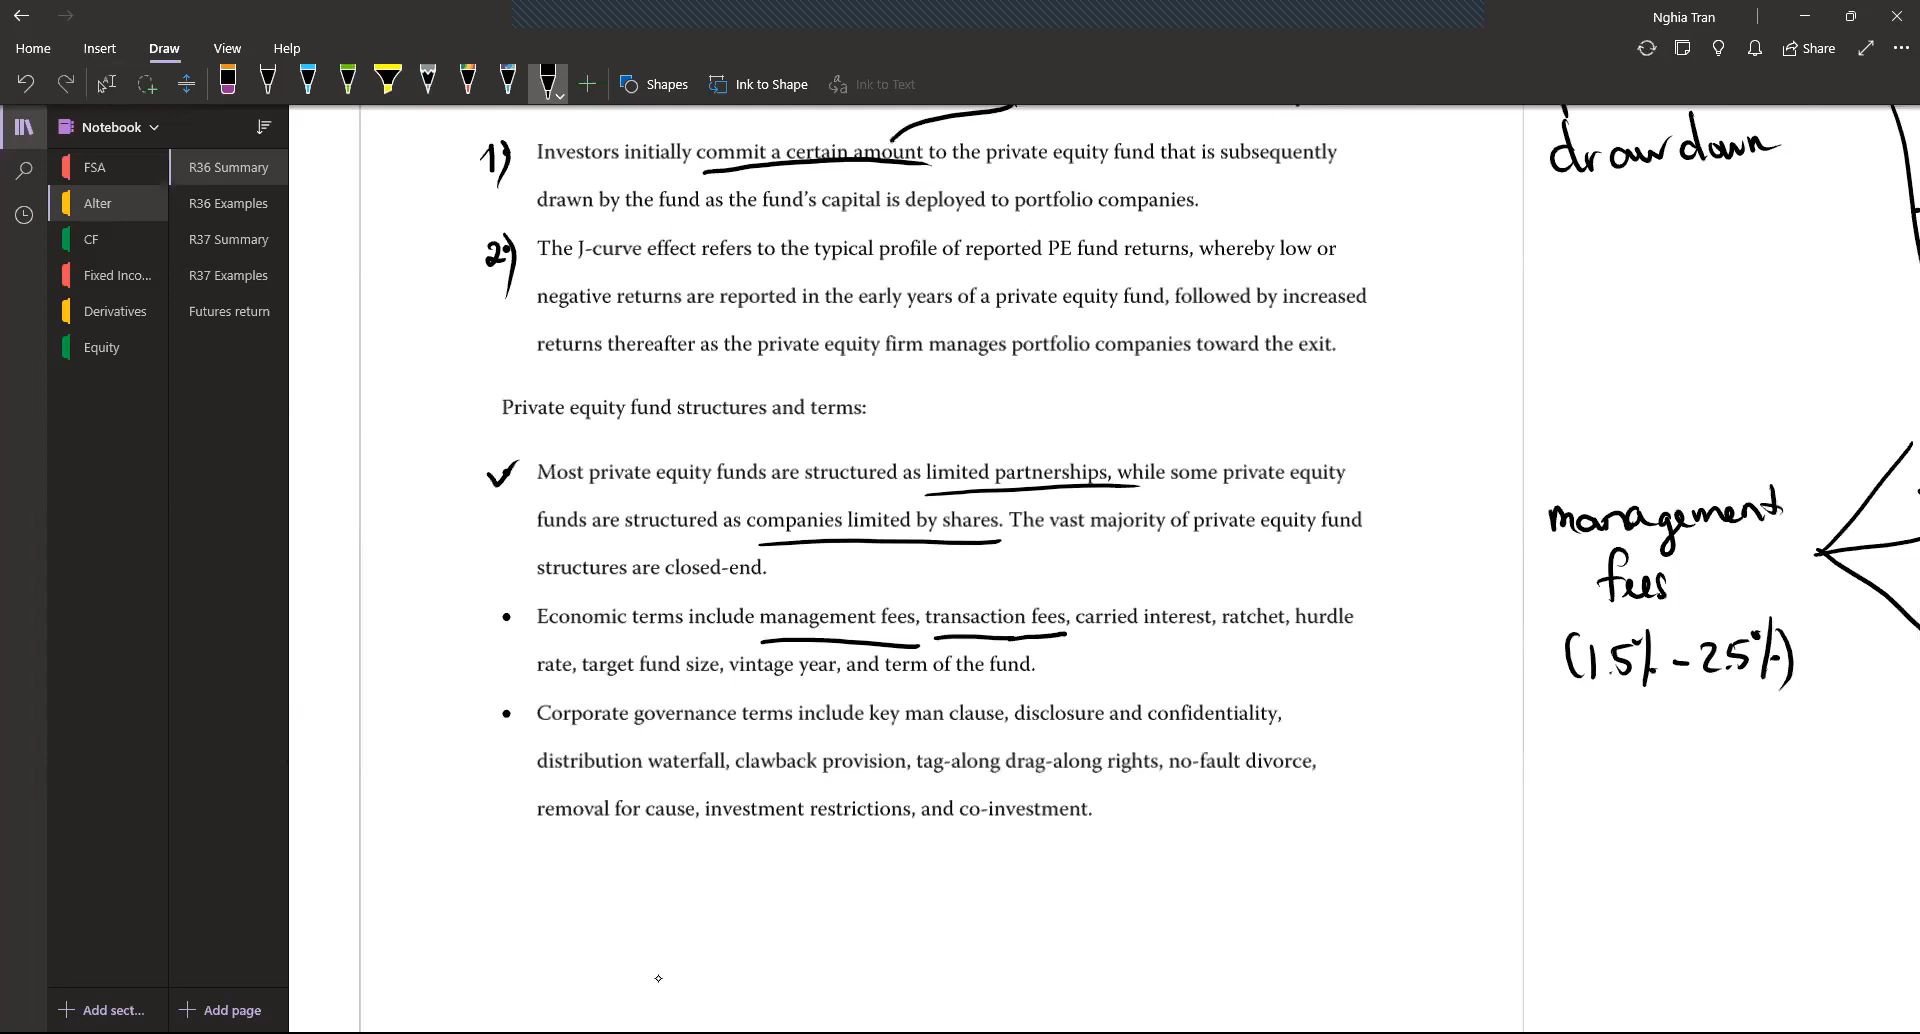 Nghia Tran
Home Insert Draw View Help
Share
Shapes Ink to Shape Ink to Text
Notebook
FSA
Alter
CF
Fixed Inco...
Derivatives
Equity
R36 Summary
R36 Examples
R37 Summary
R37 Examples
Futures return
Add sect...
Add page
1) Investors initially commit a certain amount to the private equity fund that is subsequently
drawn by the fund as the fund’s capital is deployed to portfolio companies.
2) The J-curve effect refers to the typical profile of reported PE fund returns, whereby low or
negative returns are reported in the early years of a private equity fund, followed by increased
returns thereafter as the private equity firm manages portfolio companies toward the exit.
Private equity fund structures and terms:
Most private equity funds are structured as limited partnerships, while some private equity
funds are structured as companies limited by shares. The vast majority of private equity fund
structures are closed-end.
• Economic terms include management fees, transaction fees, carried interest, ratchet, hurdle
rate, target fund size, vintage year, and term of the fund.
• Corporate governance terms include key man clause, disclosure and confidentiality,
distribution waterfall, clawback provision, tag-along drag-along rights, no-fault divorce,
removal for cause, investment restrictions, and co-investment.
drawdown
management
fees
(1.5% - 2.5%)